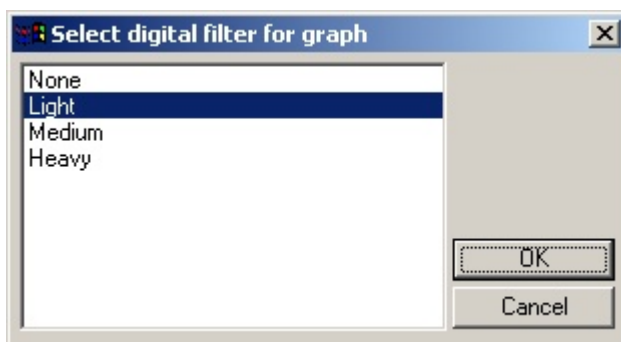 Select digital filter for graph
None
Light
Medium
Heavy
OK
Cancel